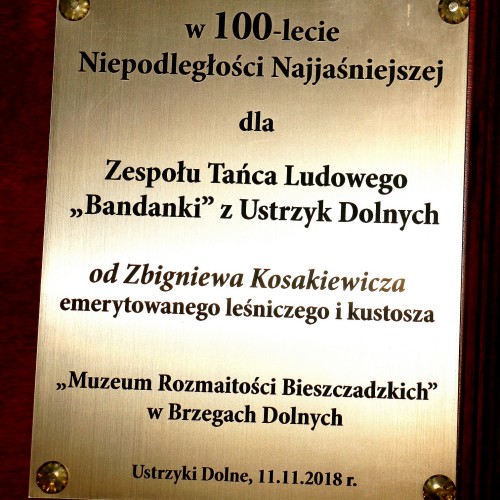 w 100-lecie
Niepodległości Najjaśniejszej
dla
Zespołu Tańca Ludowego
„Bandanki” z Ustrzyk Dolnych
od Zbigniewa Kosakiewicza
emerytowanego leśniczego i kustosza
„Muzeum Rozmaitości Bieszczadzkich”
w Brzegach Dolnych
Ustrzyki Dolne, 11.11.2018 r.